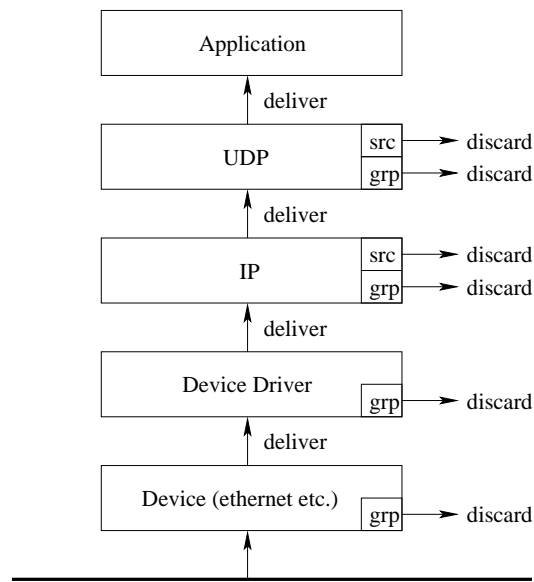 Application
deliver
src discard
UDP
grp discard
deliver
src discard
IP
grp discard
deliver
Device Driver
grp discard
deliver
Device (ethernet etc.)
grp discard